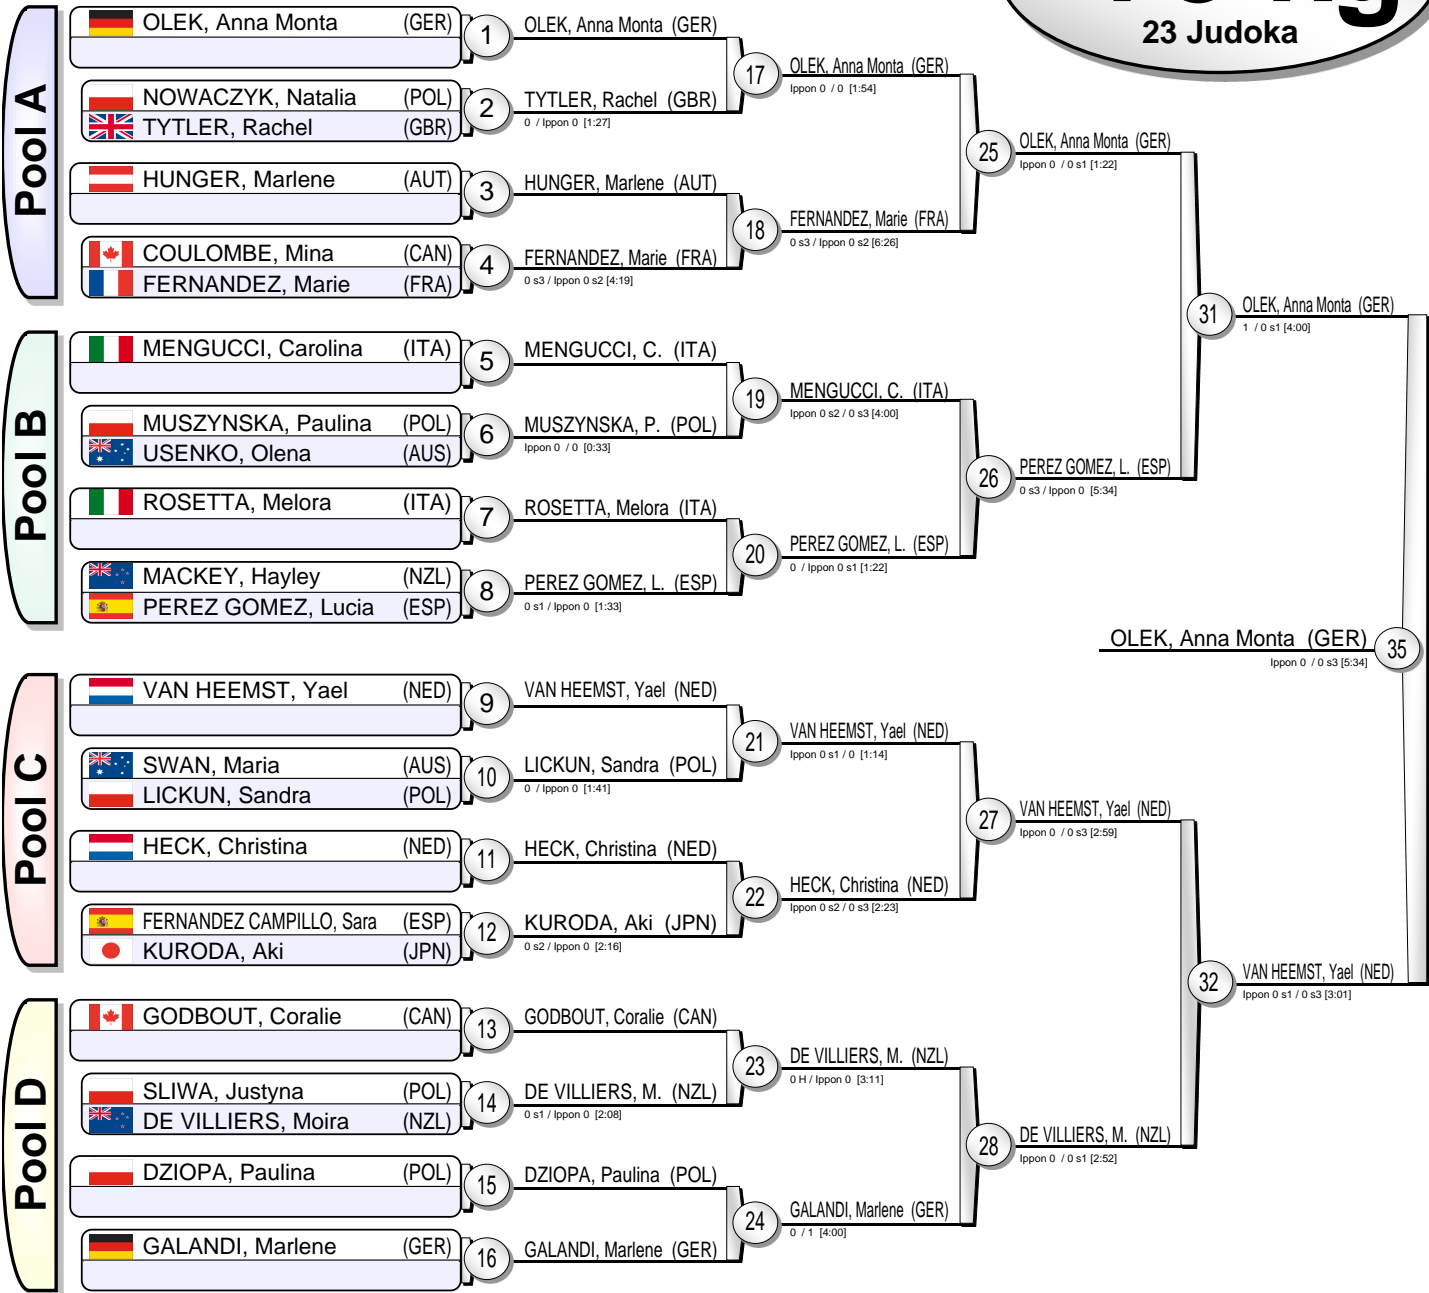 23 Judoka
Pool A
OLEK, Anna Monta (GER)
NOWACZYK, Natalia (POL)
TYTLER, Rachel (GBR)
HUNGER, Marlene (AUT)
COULOMBE, Mina (CAN)
FERNANDEZ, Marie (FRA)
Pool B
MENGUCCI, Carolina (ITA)
MUSZYNSKA, Paulina (POL)
USENKO, Olena (AUS)
ROSETTA, Melora (ITA)
MACKEY, Hayley (NZL)
PEREZ GOMEZ, Lucia (ESP)
Pool C
VAN HEEMST, Yael (NED)
SWAN, Maria (AUS)
LICKUN, Sandra (POL)
HECK, Christina (NED)
FERNANDEZ CAMPILLO, Sara (ESP)
KURODA, Aki (JPN)
Pool D
GODBOUT, Coralie (CAN)
SLIWA, Justyna (POL)
DE VILLIERS, Moira (NZL)
DZIOPA, Paulina (POL)
GALANDI, Marlene (GER)
1 OLEK, Anna Monta (GER)
2 TYTLER, Rachel (GBR)
0 / Ippon 0 [1:27]
3 HUNGER, Marlene (AUT)
4 FERNANDEZ, Marie (FRA)
0 s3 / Ippon 0 s2 [4:19]
5 MENGUCCI, C. (ITA)
6 MUSZYNSKA, P. (POL)
Ippon 0 / 0 [0:33]
7 ROSETTA, Melora (ITA)
8 PEREZ GOMEZ, L. (ESP)
0 s1 / Ippon 0 [1:33]
9 VAN HEEMST, Yael (NED)
10 LICKUN, Sandra (POL)
0 / Ippon 0 [1:41]
11 HECK, Christina (NED)
12 KURODA, Aki (JPN)
0 s2 / Ippon 0 [2:16]
13 GODBOUT, Coralie (CAN)
14 DE VILLIERS, M. (NZL)
0 s1 / Ippon 0 [2:08]
15 DZIOPA, Paulina (POL)
16 GALANDI, Marlene (GER)
17 OLEK, Anna Monta (GER)
Ippon 0 / 0 [1:54]
18 FERNANDEZ, Marie (FRA)
0 s3 / Ippon 0 s2 [6:26]
19 MENGUCCI, C. (ITA)
Ippon 0 s2 / 0 s3 [4:00]
20 PEREZ GOMEZ, L. (ESP)
0 / Ippon 0 s1 [1:22]
21 VAN HEEMST, Yael (NED)
Ippon 0 s1 / 0 [1:14]
22 HECK, Christina (NED)
Ippon 0 s2 / 0 s3 [2:23]
23 DE VILLIERS, M. (NZL)
0 H / Ippon 0 [3:11]
24 GALANDI, Marlene (GER)
0 / 1 [4:00]
25 OLEK, Anna Monta (GER)
Ippon 0 / 0 s1 [1:22]
26 PEREZ GOMEZ, L. (ESP)
0 s3 / Ippon 0 [5:34]
27 VAN HEEMST, Yael (NED)
Ippon 0 / 0 s3 [2:59]
28 DE VILLIERS, M. (NZL)
Ippon 0 / 0 s1 [2:52]
31 OLEK, Anna Monta (GER)
1 / 0 s1 [4:00]
32 VAN HEEMST, Yael (NED)
Ippon 0 s1 / 0 s3 [3:01]
OLEK, Anna Monta (GER) 35
Ippon 0 / 0 s3 [5:34]